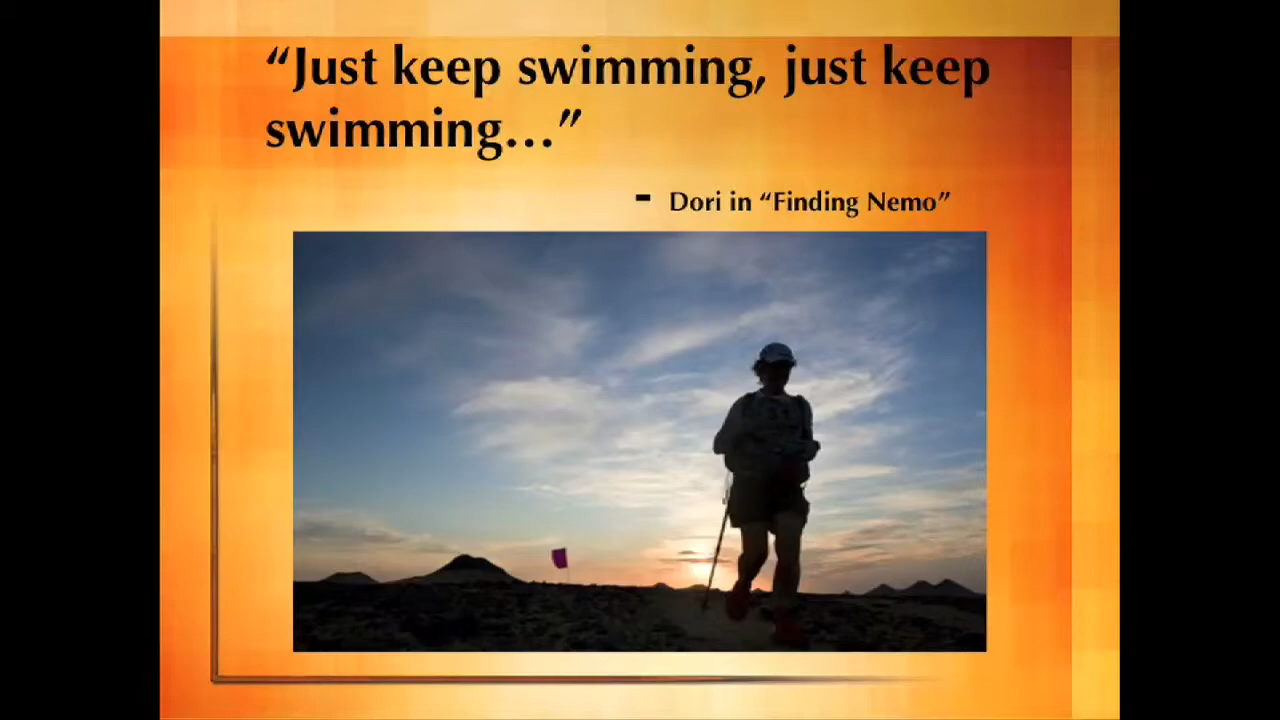 “Just keep swimming, just keep
swimming…”
- Dori in “Finding Nemo”